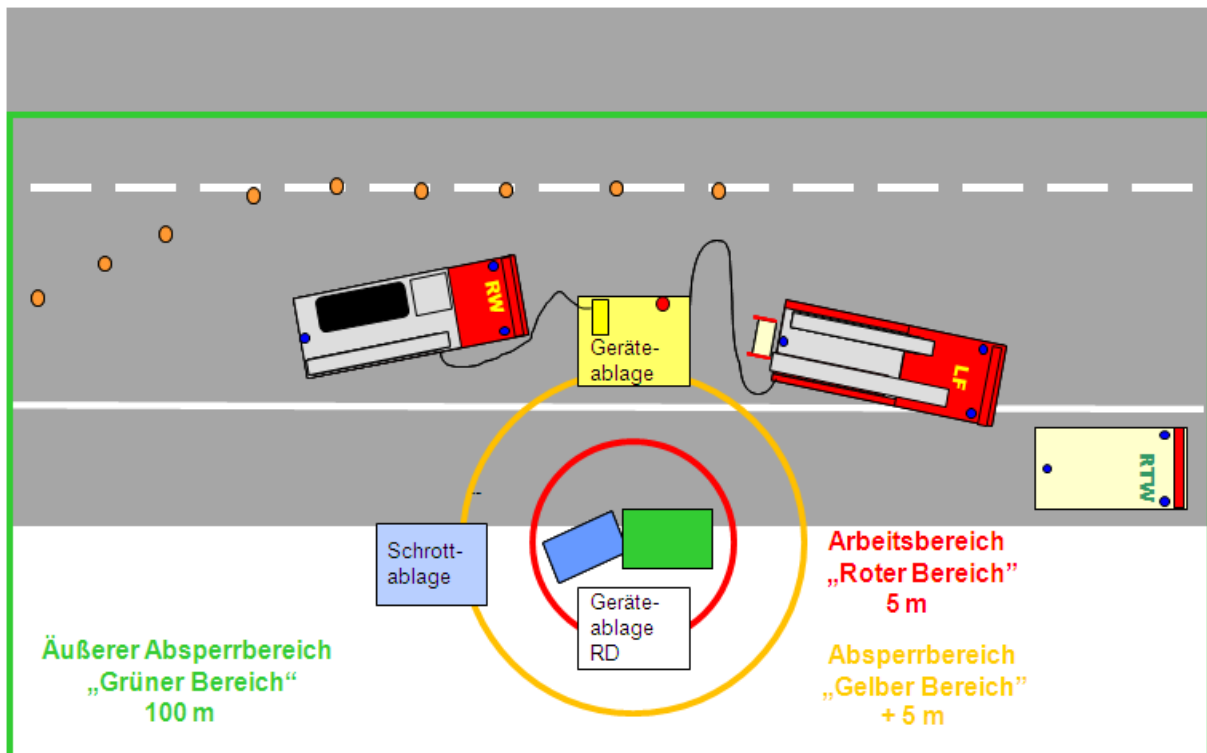 RW
Geräte-
ablage
LF
RTW
--
Schrott-
ablage
Geräte-
ablage
RD
Arbeitsbereich
„Roter Bereich”
5 m
Äußerer Absperrbereich
„Grüner Bereich“
100 m
Absperrbereich
„Gelber Bereich”
+ 5 m